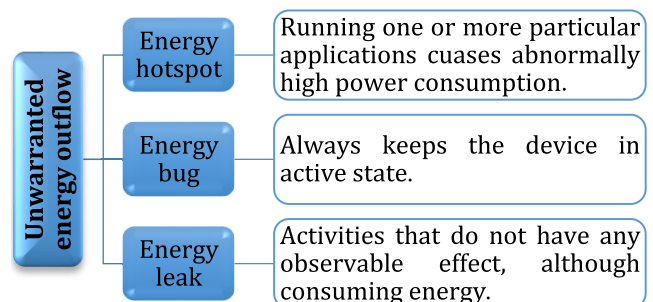 Unwarranted
energy outflow
Energy
hotspot
Running one or more particular
applications cuases abnormally
high power consumption.
Energy
bug
Always keeps the device in
active state.
Energy
leak
Activities that do not have any
observable effect, although
consuming energy.